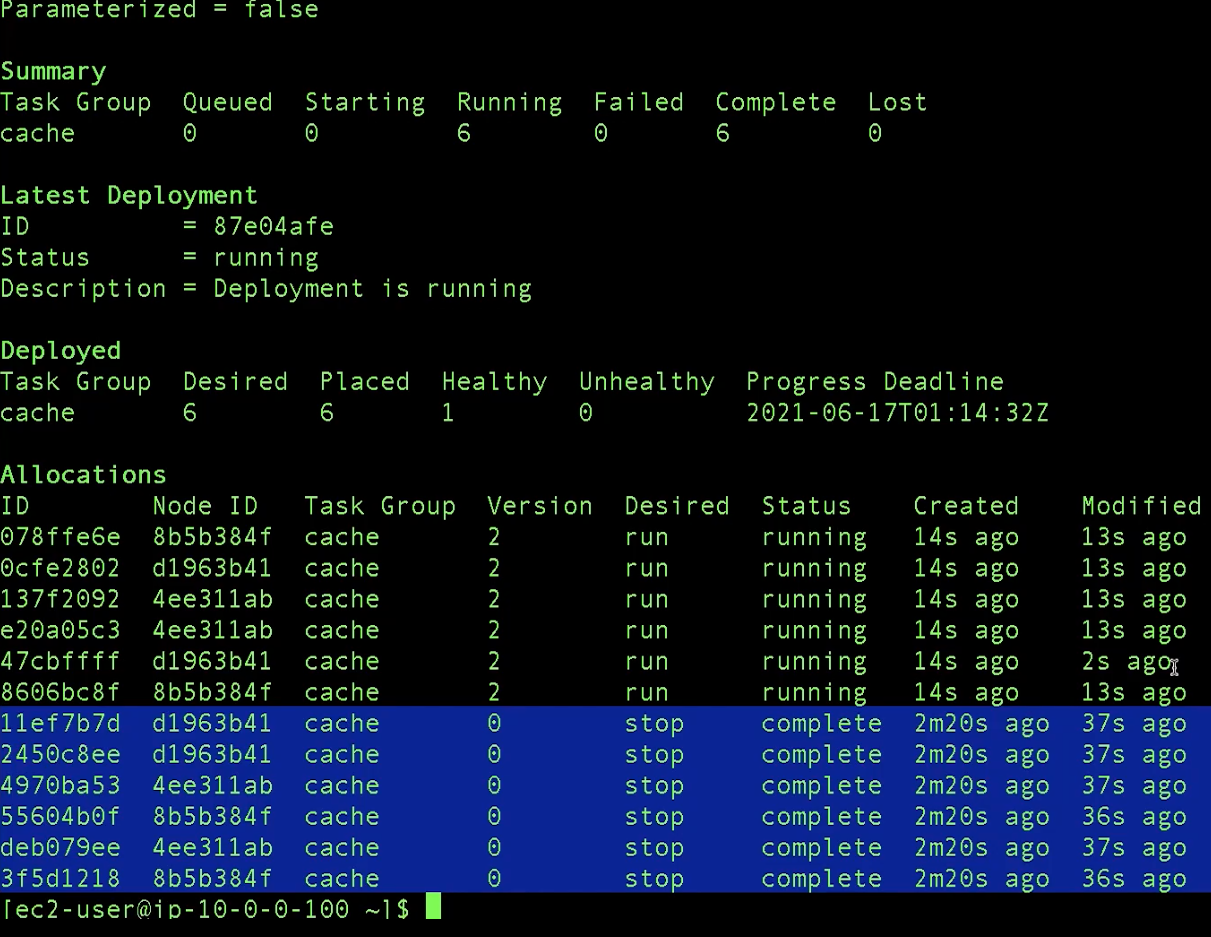 Parameterized = false
Summary
Task Group  Queued  Starting  Running  Failed  Complete  Lost
cache       0       0         6        0       6         0
Latest Deployment
ID          = 87e04afe
Status      = running
Description = Deployment is running
Deployed
Task Group  Desired  Placed  Healthy  Unhealthy  Progress Deadline
cache       6        6       1        0          2021-06-17T01:14:32Z
Allocations
ID        Node ID   Task Group  Version  Desired  Status    Created    Modified
078ffe6e  8b5b384f  cache       2        run      running   14s ago    13s ago
0cfe2802  d1963b41  cache       2        run      running   14s ago    13s ago
137f2092  4ee311ab  cache       2        run      running   14s ago    13s ago
e20a05c3  4ee311ab  cache       2        run      running   14s ago    13s ago
47cbffff  d1963b41  cache       2        run      running   14s ago    2s ago
8606bc8f  8b5b384f  cache       2        run      running   14s ago    13s ago
11ef7b7d  d1963b41  cache       0        stop     complete  2m20s ago  37s ago
2450c8ee  d1963b41  cache       0        stop     complete  2m20s ago  37s ago
4970ba53  4ee311ab  cache       0        stop     complete  2m20s ago  37s ago
55604b0f  8b5b384f  cache       0        stop     complete  2m20s ago  36s ago
deb079ee  4ee311ab  cache       0        stop     complete  2m20s ago  37s ago
3f5d1218  8b5b384f  cache       0        stop     complete  2m20s ago  36s ago
[ec2-user@ip-10-0-0-100 ~]$